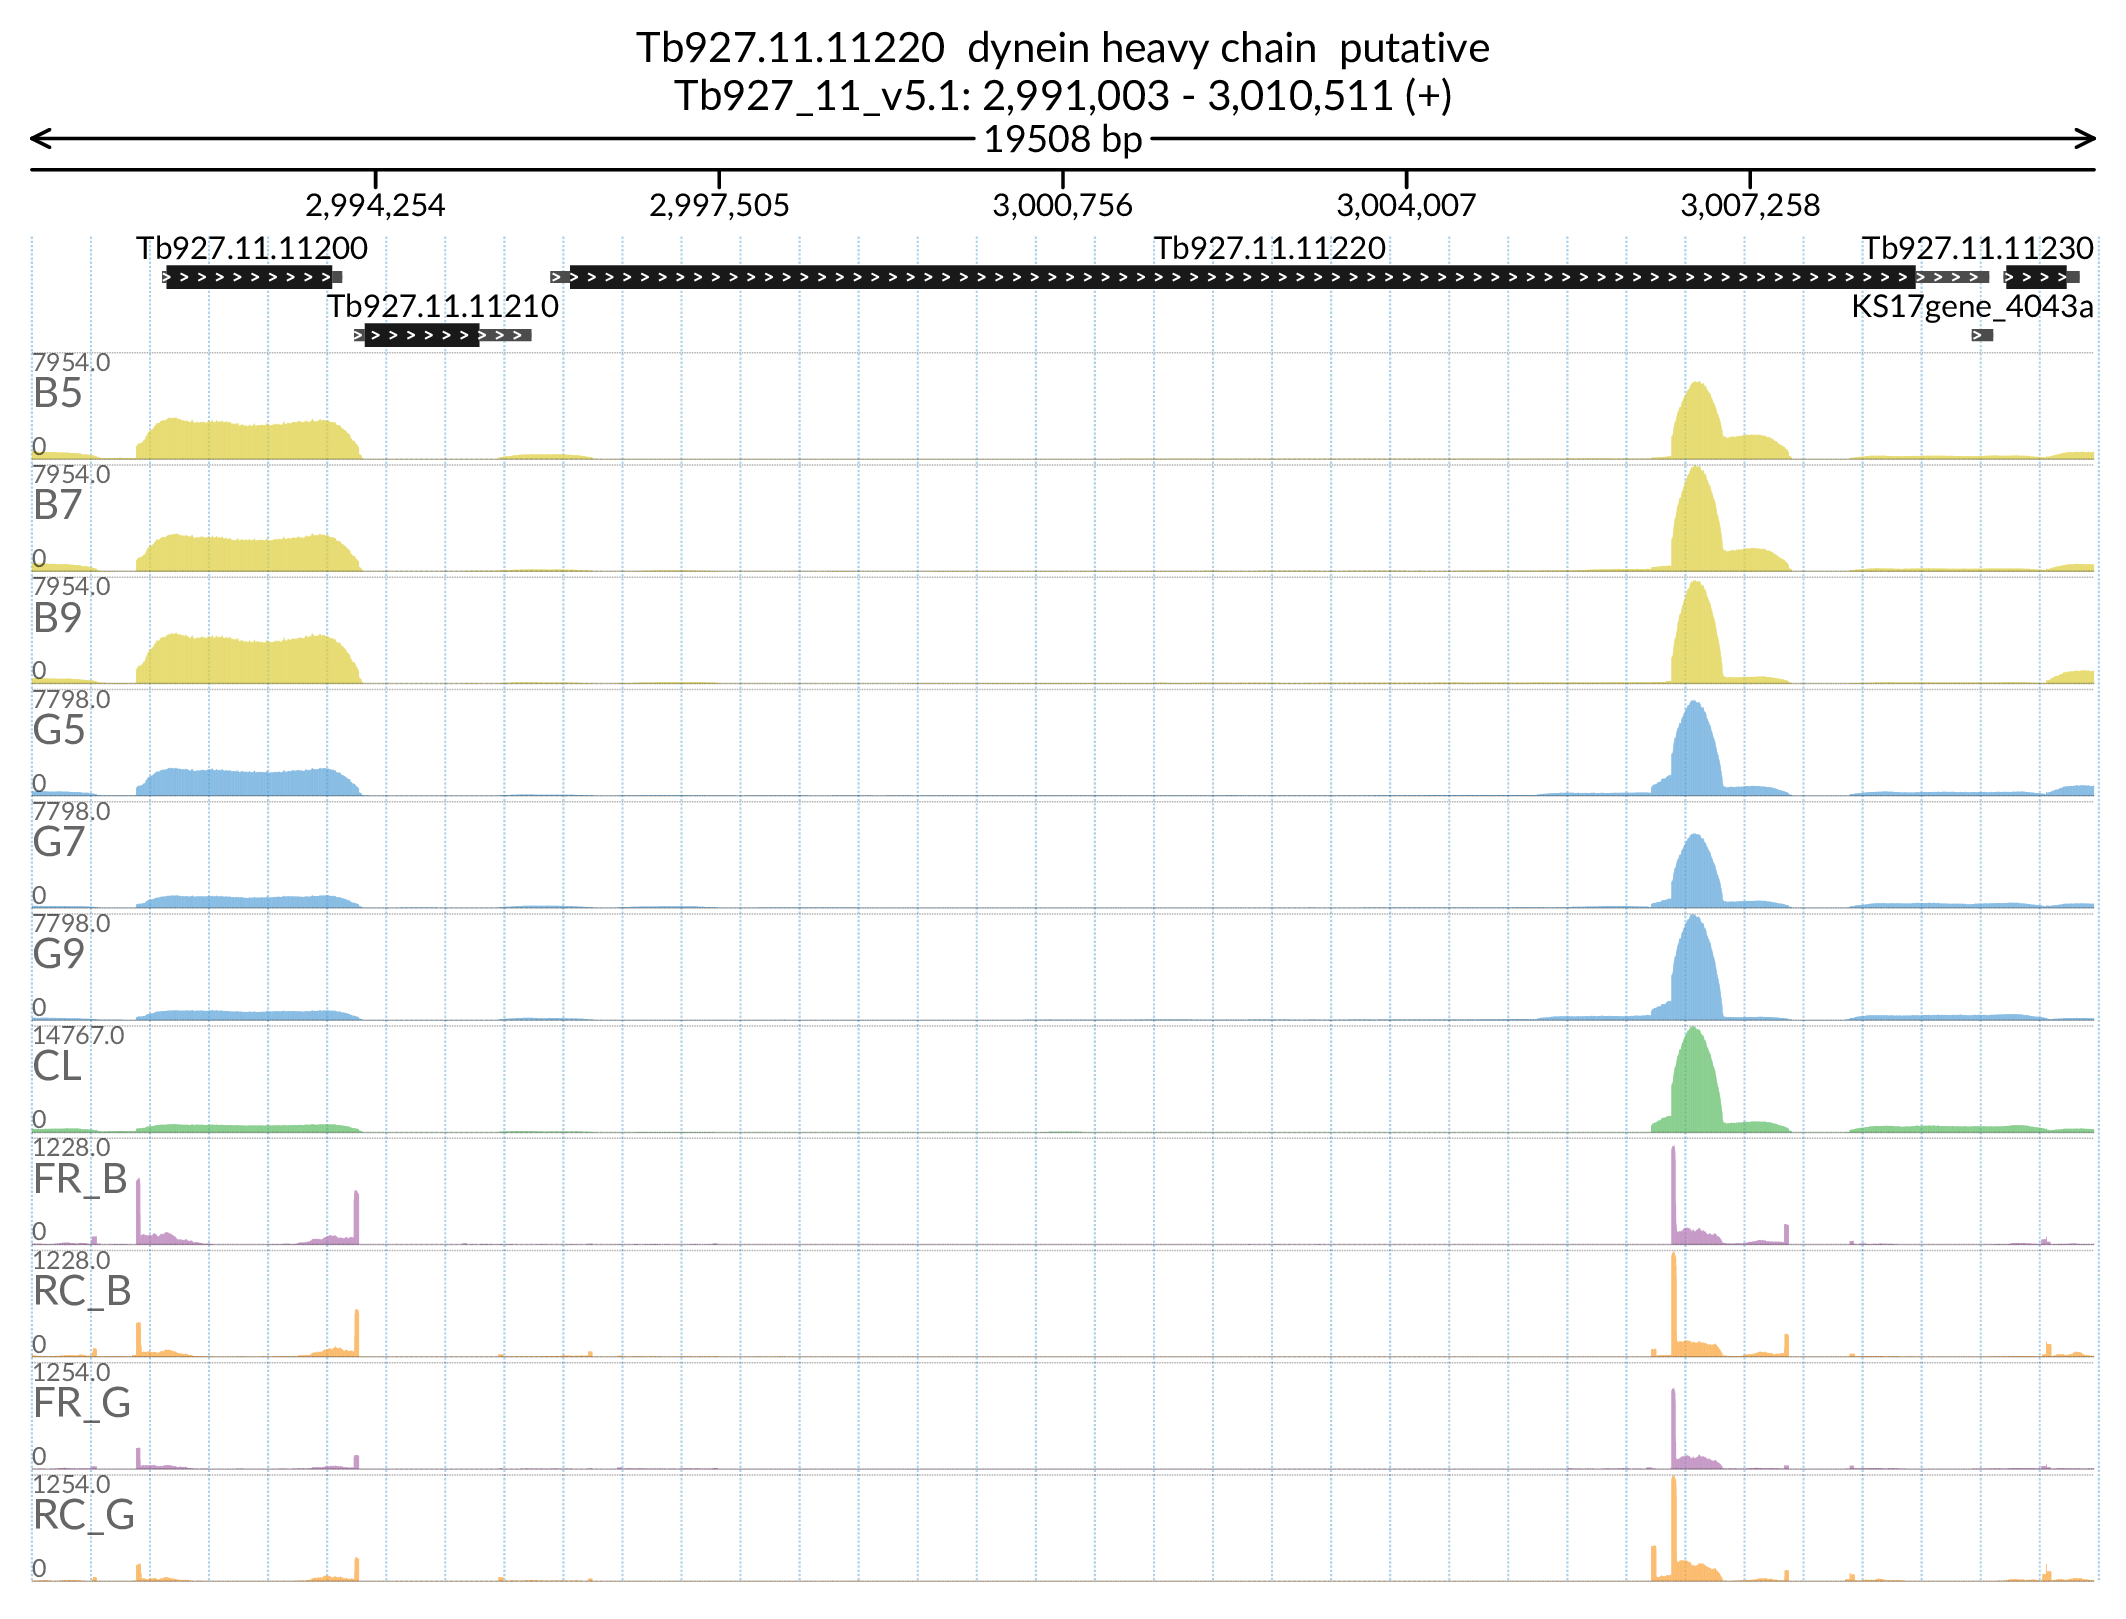 Tb927.11.11220  dynein heavy chain  putative
Tb927_11_v5.1: 2,991,003 - 3,010,511 (+)
19508 bp
2,994,254 2,997,505 3,000,756 3,004,007 3,007,258
Tb927.11.11200 Tb927.11.11220 Tb927.11.11230
Tb927.11.11210 KS17gene_4043a
7954.0
B5
0
7954.0
B7
0
7954.0
B9
0
7798.0
G5
0
7798.0
G7
0
7798.0
G9
0
14767.0
CL
0
1228.0
FR_B
0
1228.0
RC_B
0
1254.0
FR_G
0
1254.0
RC_G
0